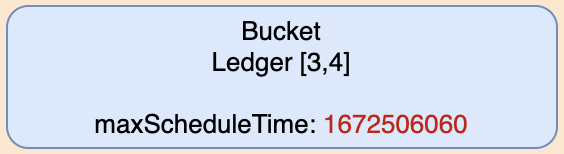 Bucket
Ledger [3,4]
maxScheduleTime: 1672506060